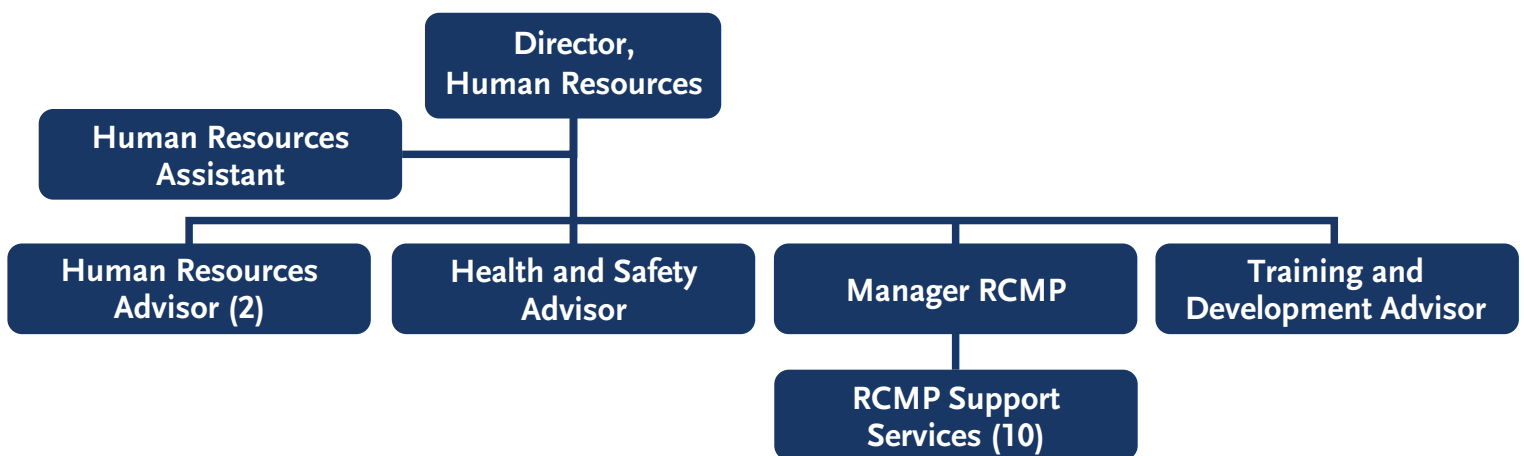 Director,
Human Resources
Human Resources
Assistant
Human Resources
Advisor (2)
Health and Safety
Advisor
Manager RCMP
Training and
Development Advisor
RCMP Support
Services (10)